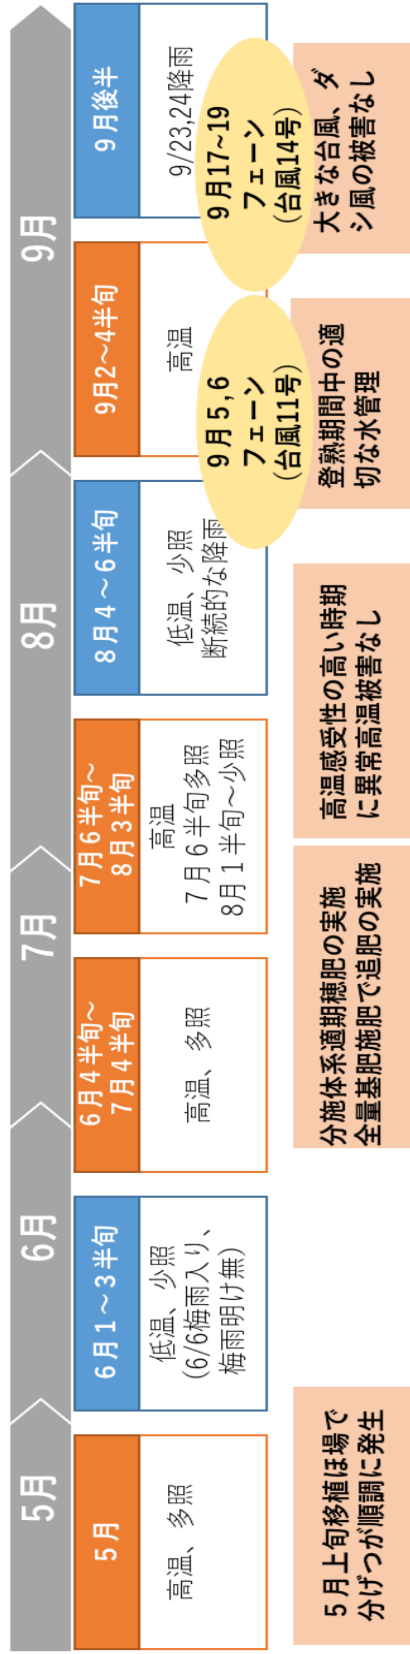 5月
6月
7月
8月
9月
5月
高温、多照
6月1~3半旬
低温、少照
(6/6梅雨入り、
梅雨明け無)
6月4半旬~
7月4半旬
高温、多照
7月6半旬~
8月3半旬
高温
7月6半旬多照
8月1半旬~少照
8月4~6半旬
低温、少照
断続的な降雨
9月2~4半旬
高温
9月後半
9/23,24降雨
9月5,6
フェーン
(台風11号)
9月17~19
フェーン
(台風14号)
5月上旬移植ほ場で
分げつが順調に発生
分施体系適期穂肥の実施
全量基肥施肥で追肥の実施
高温感受性の高い時期
に異常高温被害なし
登熟期間中の適
切な水管理
大きな台風、ダ
シ風の被害なし